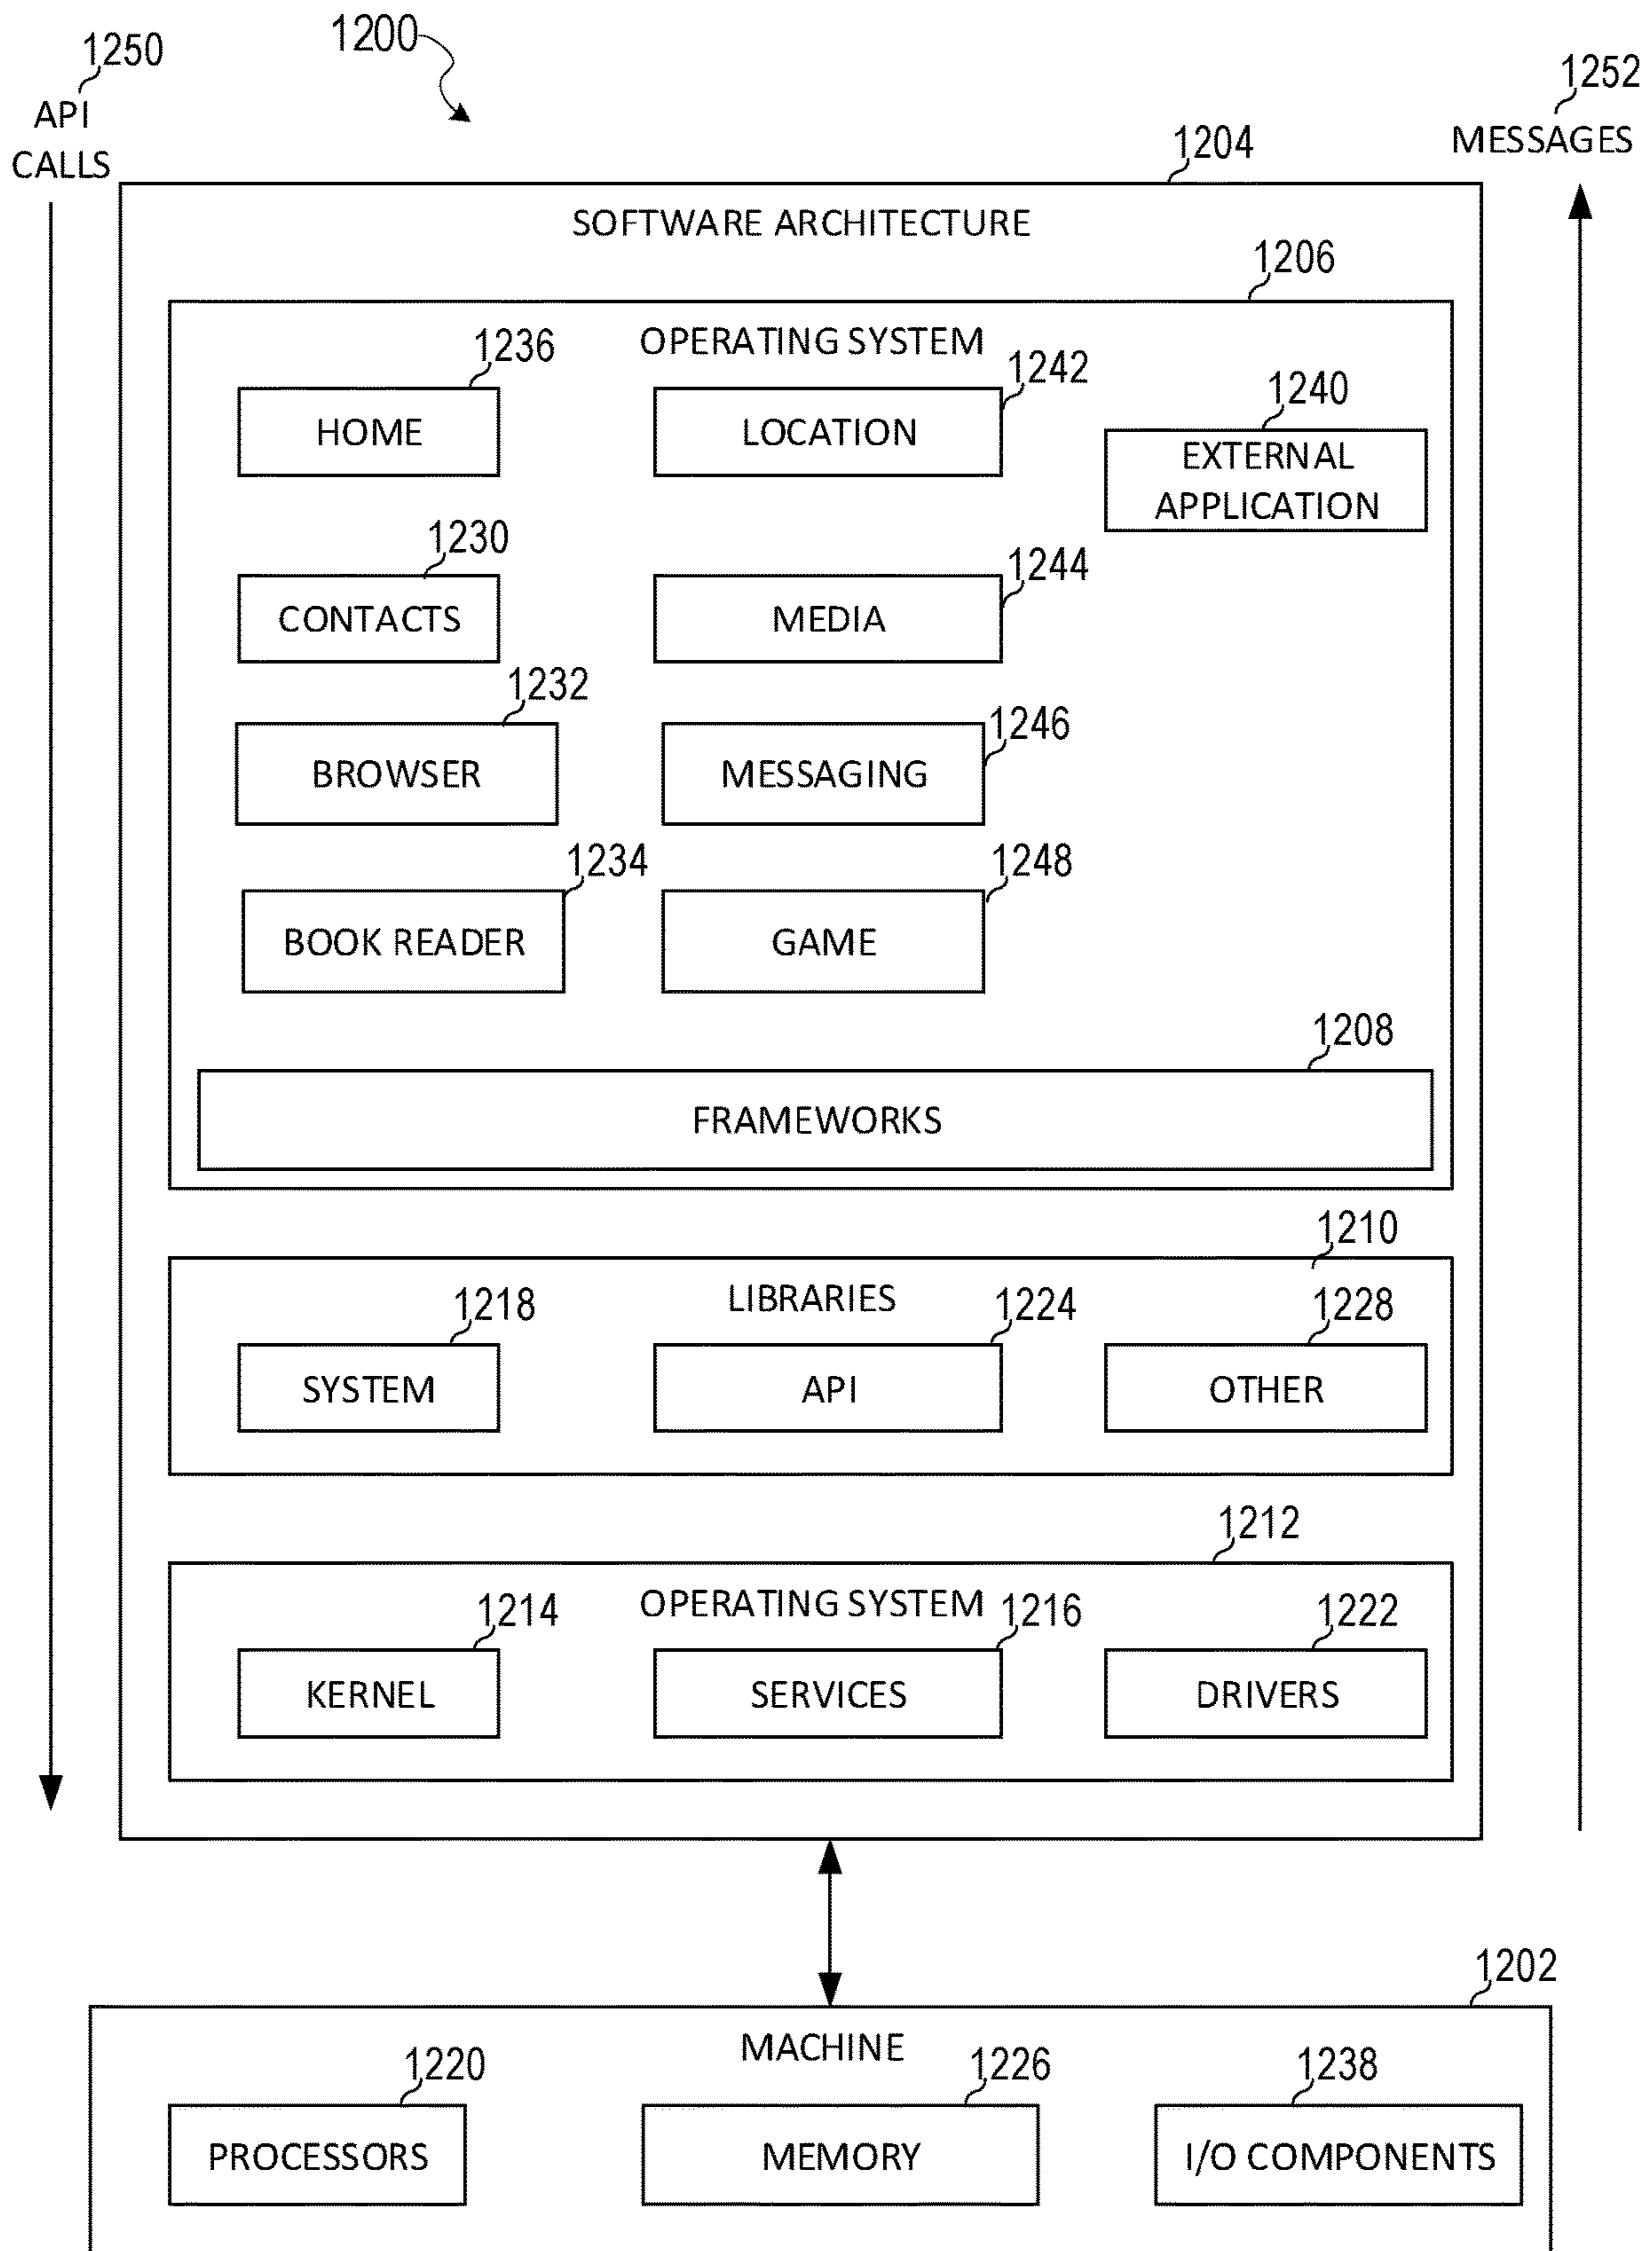 1200
1250
API
CALLS
1252
MESSAGES
1204
SOFTWARE ARCHITECTURE
1206
OPERATING SYSTEM
1236
HOME
1242
LOCATION
1240
EXTERNAL
APPLICATION
1230
CONTACTS
1244
MEDIA
1232
BROWSER
1246
MESSAGING
1234
BOOK READER
1248
GAME
1208
FRAMEWORKS
1210
LIBRARIES
1218
SYSTEM
1224
API
1228
OTHER
1212
OPERATING SYSTEM
1214
KERNEL
1216
SERVICES
1222
DRIVERS
1202
MACHINE
1220
PROCESSORS
1226
MEMORY
1238
I/O COMPONENTS